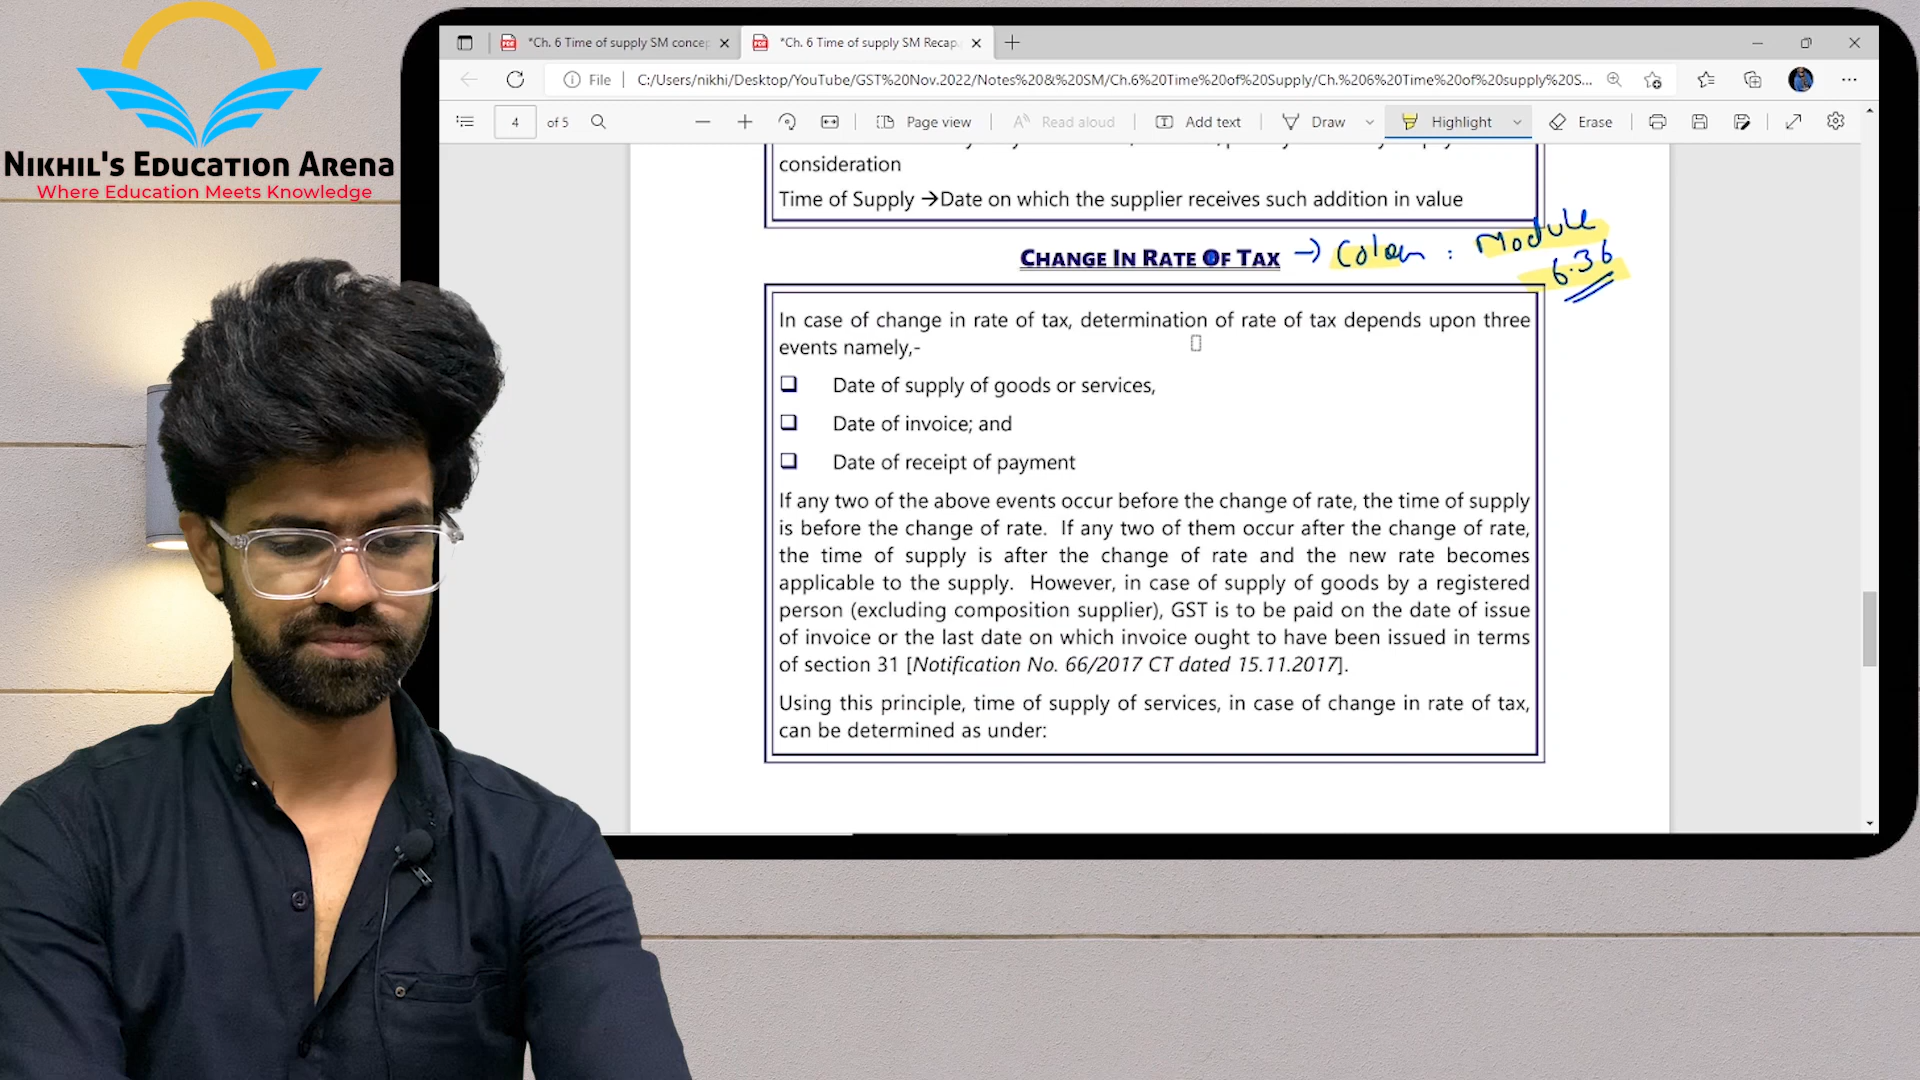 NIKHIL'S EDUCATION ARENA
Where Education Meets Knowledge
*Ch. 6 Time of supply SM concep
*Ch. 6 Time of supply SM Recap
File
C:/Users/nikhi/Desktop/YouTube/GST%20Nov.2022/Notes%20&%20SM/Ch.6%20Time%20of%20Supply/Ch.%206%20Time%20of%20supply%20S...
4 of 5
Page view
Read aloud
Add text
Draw
Highlight
Erase
consideration
Time of Supply →Date on which the supplier receives such addition in value
CHANGE IN RATE OF TAX → : Module
6.36
In case of change in rate of tax, determination of rate of tax depends upon three
events namely,-
❑ Date of supply of goods or services,
❑ Date of invoice; and
❑ Date of receipt of payment
If any two of the above events occur before the change of rate, the time of supply
is before the change of rate. If any two of them occur after the change of rate,
the time of supply is after the change of rate and the new rate becomes
applicable to the supply. However, in case of supply of goods by a registered
person (excluding composition supplier), GST is to be paid on the date of issue
of invoice or the last date on which invoice ought to have been issued in terms
of section 31 [Notification No. 66/2017 CT dated 15.11.2017].
Using this principle, time of supply of services, in case of change in rate of tax,
can be determined as under: